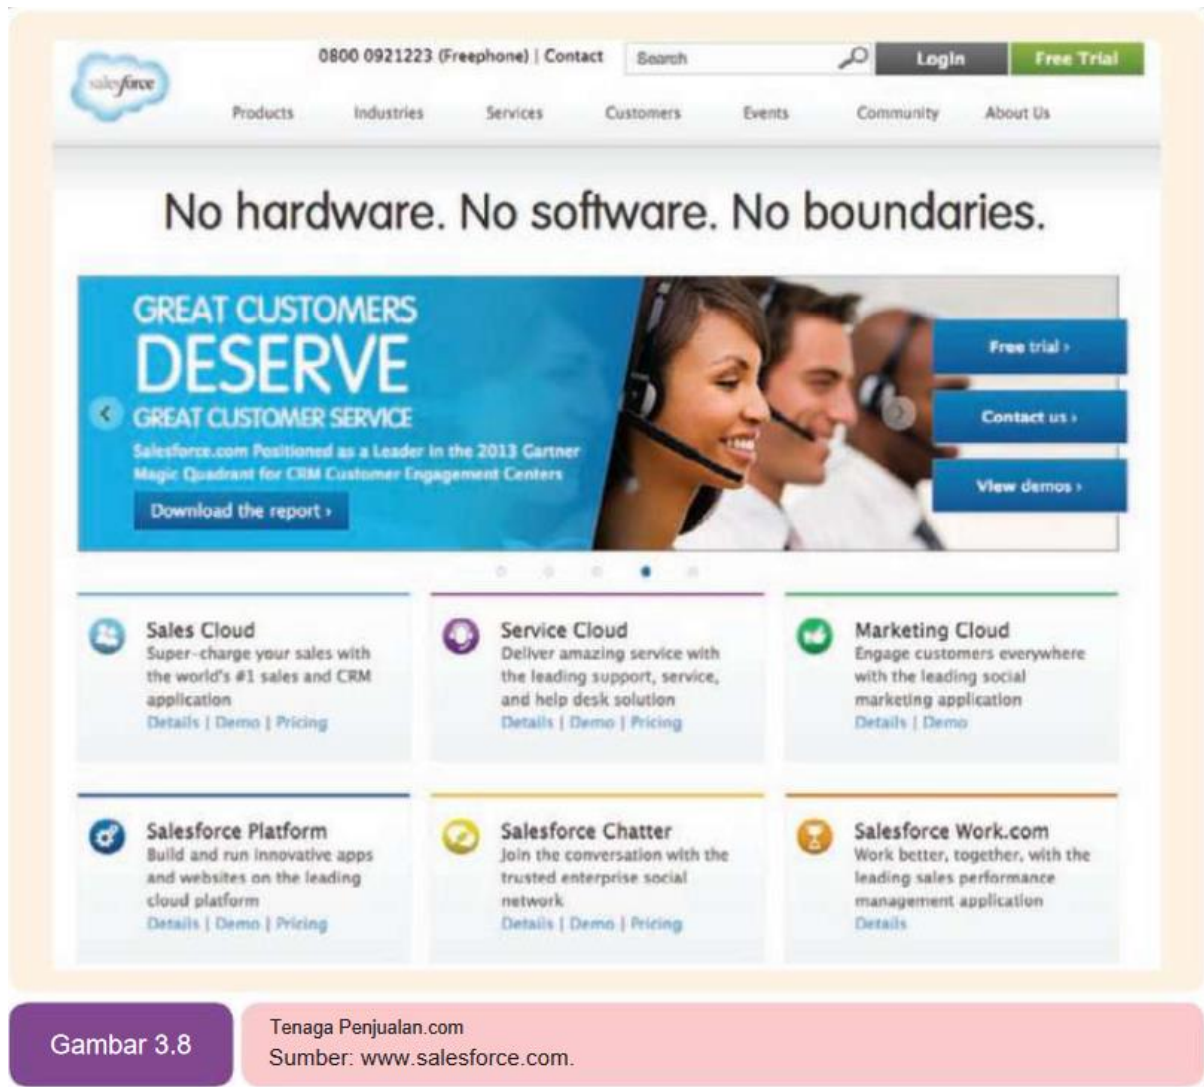 salesforce
0800 0921223 (Freephone) | Contact
Search
LogIn
Free Trial
Products Industries Services Customers Events Community About Us
No hardware. No software. No boundaries.
GREAT CUSTOMERS
DESERVE
GREAT CUSTOMER SERVICE
Salesforce.com Positioned as a Leader in the 2013 Gartner
Magic Quadrant for CRM Customer Engagement Centers
Download the report ›
Free trial ›
Contact us ›
View demos ›
Sales Cloud
Super-charge your sales with
the world's #1 sales and CRM
application
Details | Demo | Pricing
Service Cloud
Deliver amazing service with
the leading support, service,
and help desk solution
Details | Demo | Pricing
Marketing Cloud
Engage customers everywhere
with the leading social
marketing application
Details | Demo
Salesforce Platform
Build and run innovative apps
and websites on the leading
cloud platform
Details | Demo | Pricing
Salesforce Chatter
Join the conversation with the
trusted enterprise social
network
Details | Demo | Pricing
Salesforce Work.com
Work better, together, with the
leading sales performance
management application
Details
Gambar 3.8
Tenaga Penjualan.com
Sumber: www.salesforce.com.